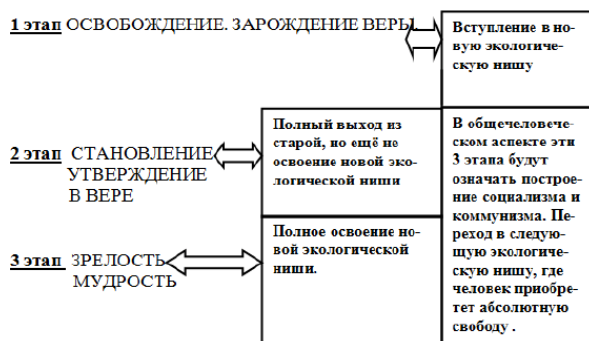 1 этап ОСВОБОЖДЕНИЕ. ЗАРОЖДЕНИЕ ВЕРЫ.
Вступление в но-
вую экологиче-
скую нишу
2 этап СТАНОВЛЕНИЕ
УТВЕРЖДЕНИЕ
В ВЕРЕ
Полный выход из
старой, но ещё не
освоение новой эко-
логической ниши
3 этап ЗРЕЛОСТЬ
МУДРОСТЬ
Полное освоение но-
вой экологической
ниши.
В общечеловече-
ском аспекте эти
3 этапа будут
означать построе-
ние социализма и
коммунизма. Пе-
реход в следую-
щую экологиче-
скую нишу, где
человек приобре-
тет абсолютную
свободу .